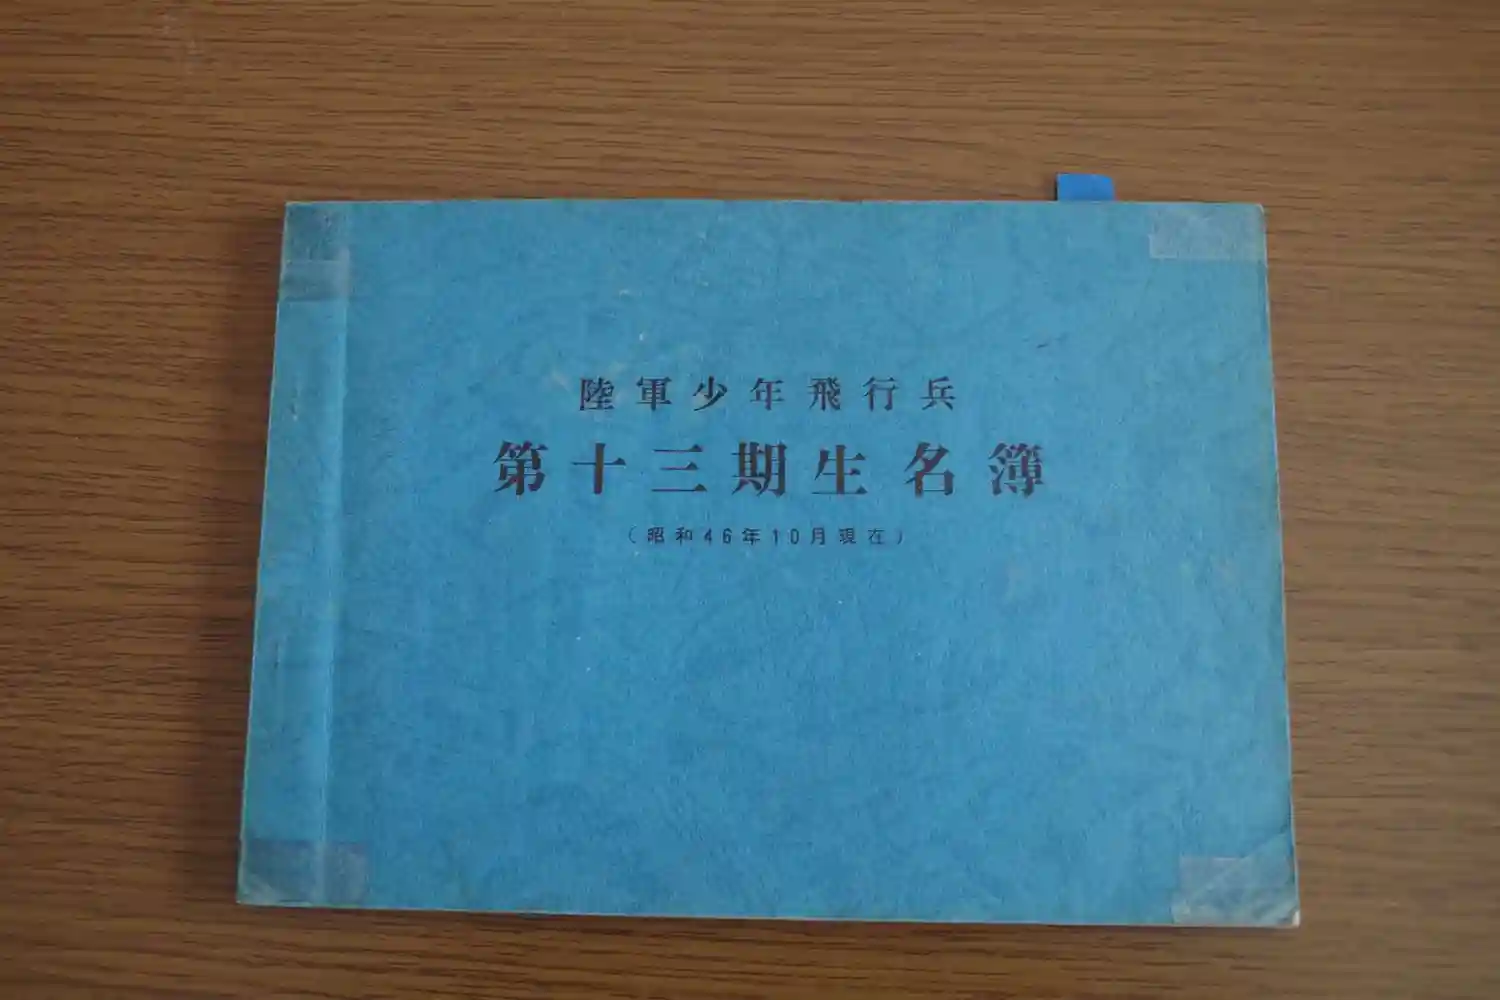 陸軍少年飛行兵
第十三期生名簿
(昭和46年10月現在)